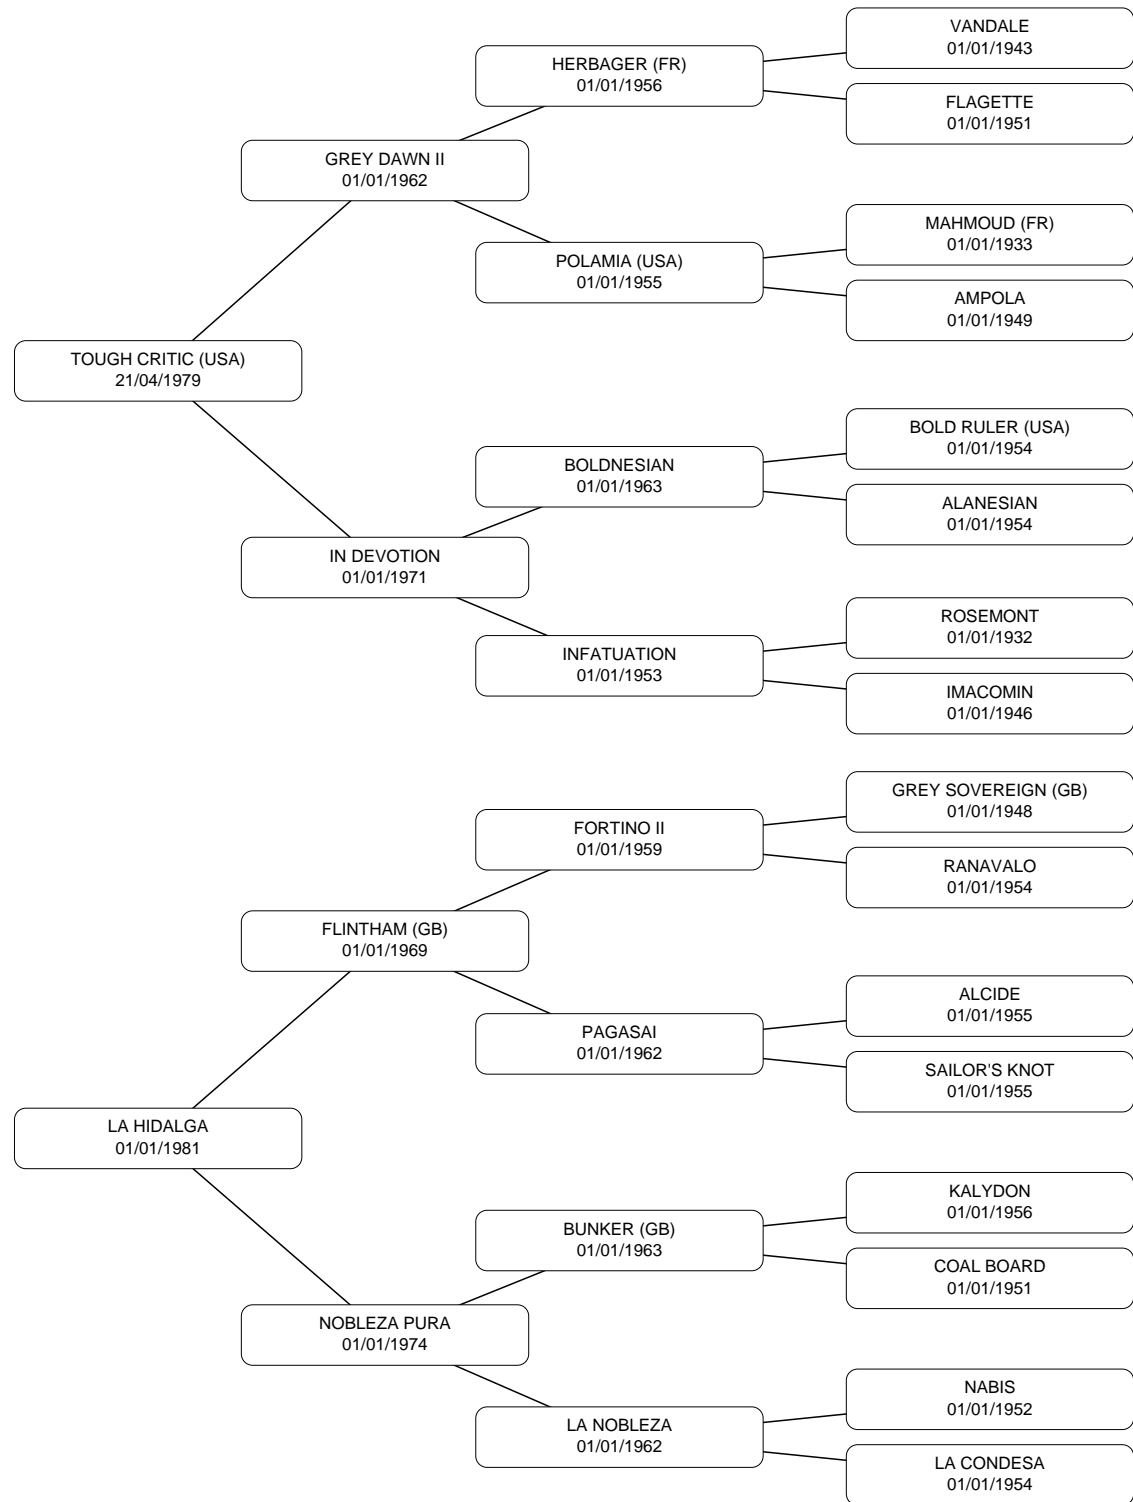 VANDALE
01/01/1943
HERBAGER (FR)
01/01/1956
FLAGETTE
01/01/1951
GREY DAWN II
01/01/1962
MAHMOUD (FR)
01/01/1933
POLAMIA (USA)
01/01/1955
AMPOLA
01/01/1949
TOUGH CRITIC (USA)
21/04/1979
BOLD RULER (USA)
01/01/1954
BOLDNESIAN
01/01/1963
ALANESIAN
01/01/1954
IN DEVOTION
01/01/1971
ROSEMONT
01/01/1932
INFATUATION
01/01/1953
IMACOMIN
01/01/1946
GREY SOVEREIGN (GB)
01/01/1948
FORTINO II
01/01/1959
RANAVALO
01/01/1954
FLINTHAM (GB)
01/01/1969
ALCIDE
01/01/1955
PAGASAI
01/01/1962
SAILOR'S KNOT
01/01/1955
LA HIDALGA
01/01/1981
KALYDON
01/01/1956
BUNKER (GB)
01/01/1963
COAL BOARD
01/01/1951
NOBLEZA PURA
01/01/1974
NABIS
01/01/1952
LA NOBLEZA
01/01/1962
LA CONDESA
01/01/1954